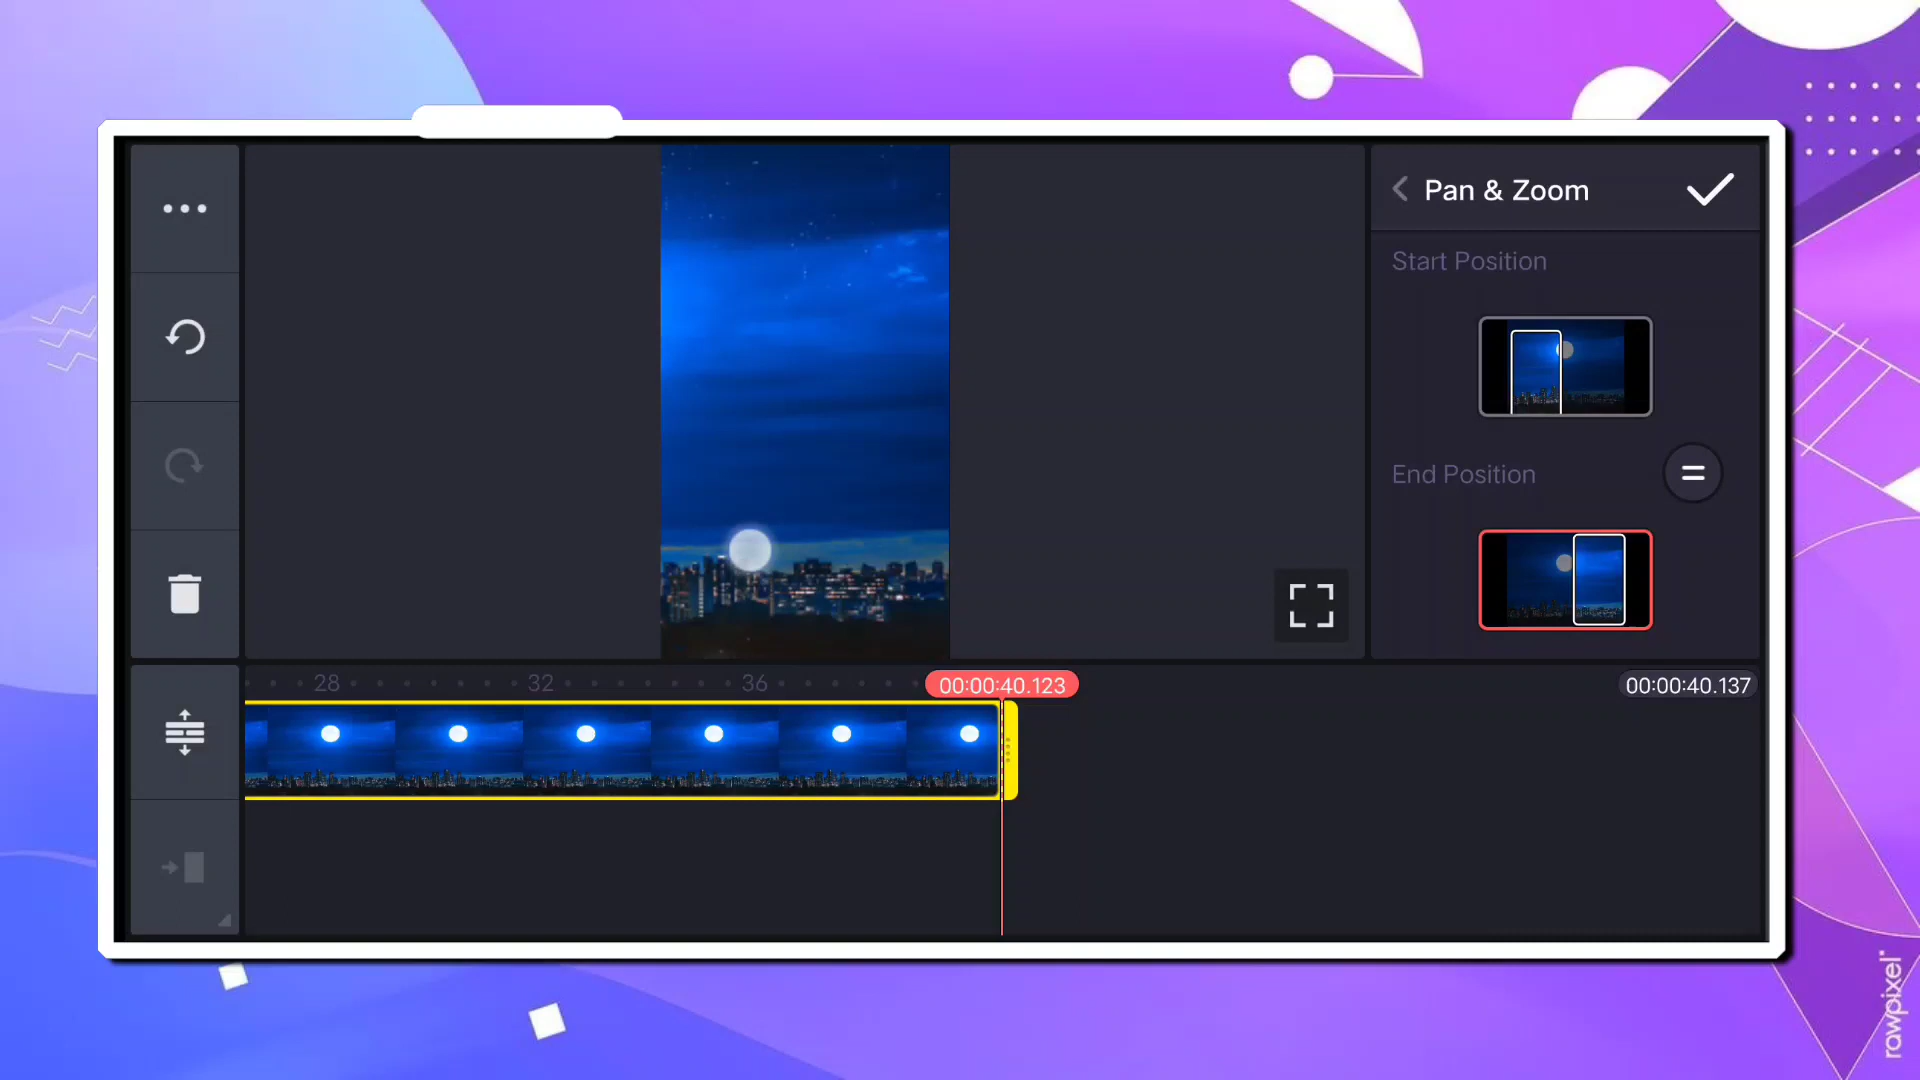 Pan & Zoom
Start Position
End Position
28
32
36
00:00:40.123
00:00:40.137
rawpixel